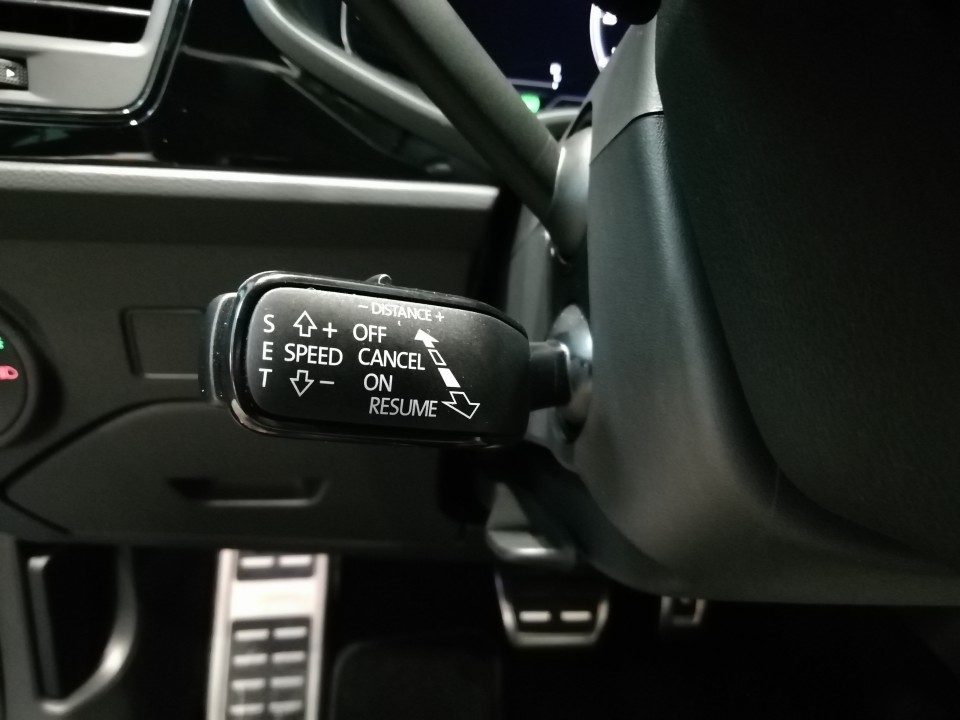 - DISTANCE +
S + OFF
E SPEED CANCEL
T - ON
RESUME